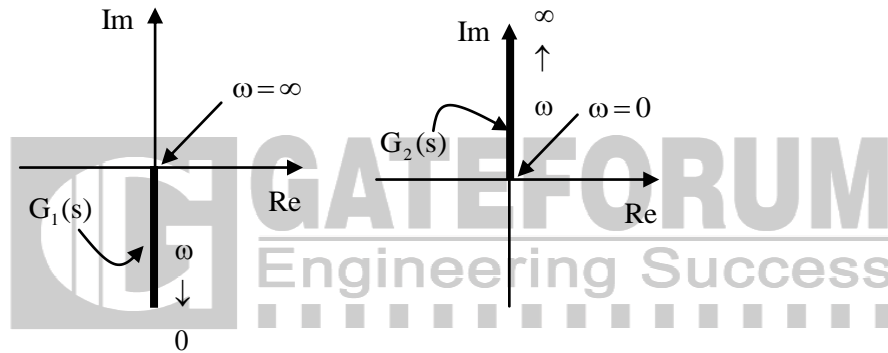 Im
ω = ∞
Re
G₁(s)
ω
↓
0
Im
∞
↑
ω
ω = 0
G₂(s)
Re
GATEFORUM
Engineering Success